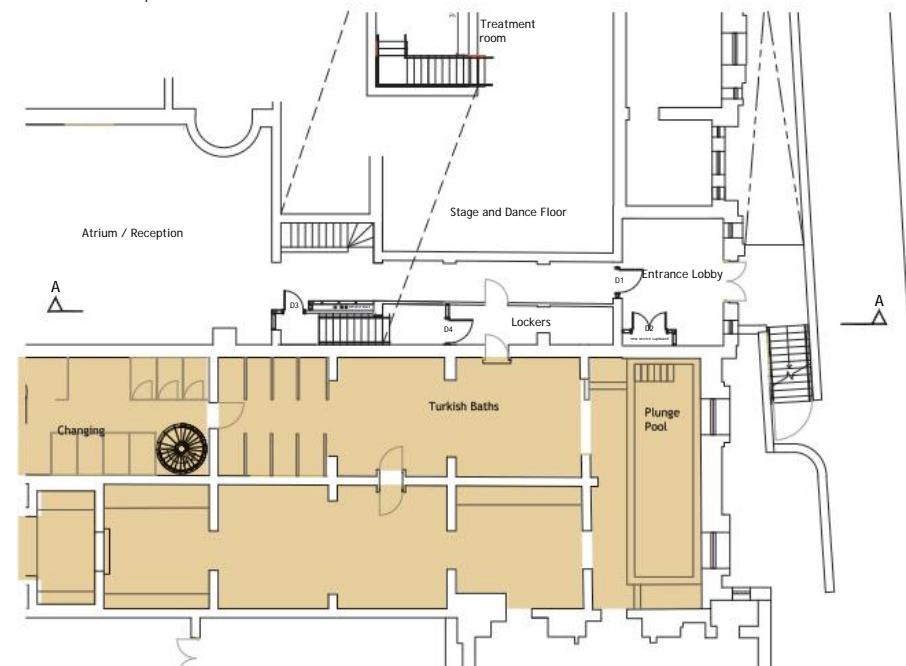 Treatment
room
Stage and Dance Floor
Atrium / Reception
Entrance Lobby
D1
A
A
D3
D4
Lockers
D2
Turkish Baths
Plunge
Pool
Changing